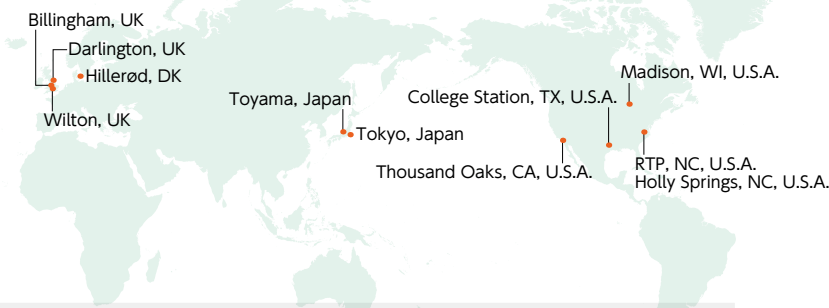 Billingham, UK
Darlington, UK
Hillerød, DK
Wilton, UK
Toyama, Japan
Tokyo, Japan
College Station, TX, U.S.A.
Madison, WI, U.S.A.
Thousand Oaks, CA, U.S.A.
RTP, NC, U.S.A.
Holly Springs, NC, U.S.A.